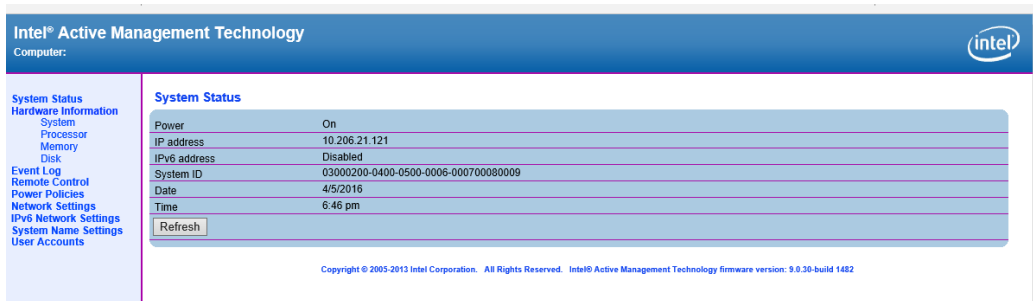 Intel® Active Management Technology
Computer:
intel
System Status
Hardware Information
System
Processor
Memory
Disk
Event Log
Remote Control
Power Policies
Network Settings
IPv6 Network Settings
System Name Settings
User Accounts
System Status
Power On
IP address 10.206.21.121
IPv6 address Disabled
System ID 03000200-0400-0500-0006-000700080009
Date 4/5/2016
Time 6:46 pm
Refresh
Copyright © 2005-2013 Intel Corporation. All Rights Reserved. Intel® Active Management Technology firmware version: 9.0.30-build 1482